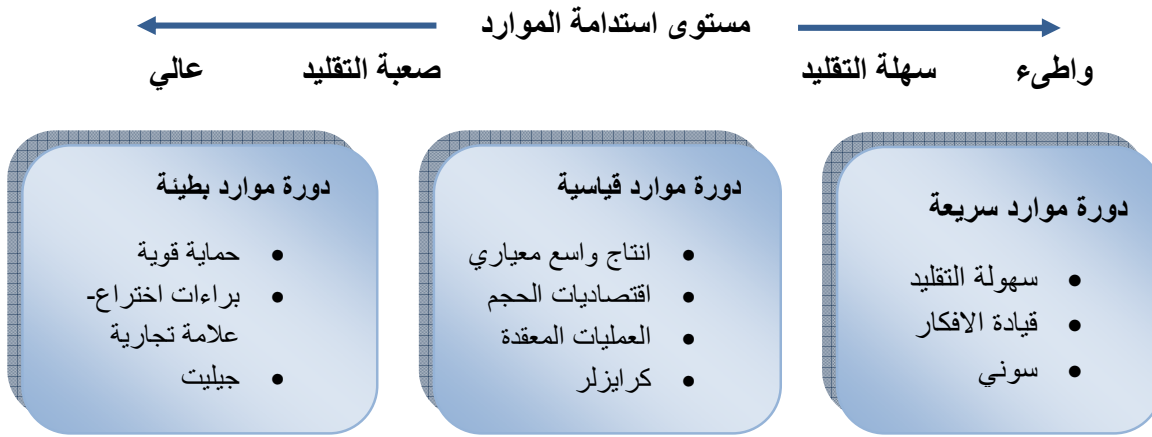 مستوى استدامة الموارد
واطىء
سهلة التقليد
صعبة التقليد
عالي
دورة موارد سريعة
• سهولة التقليد
• قيادة الافكار
• سوني
دورة موارد قياسية
• انتاج واسع معياري
• اقتصاديات الحجم
• العمليات المعقدة
• كرايزلر
دورة موارد بطيئة
• حماية قوية
• براءات اختراع-
علامة تجارية
• جيليت